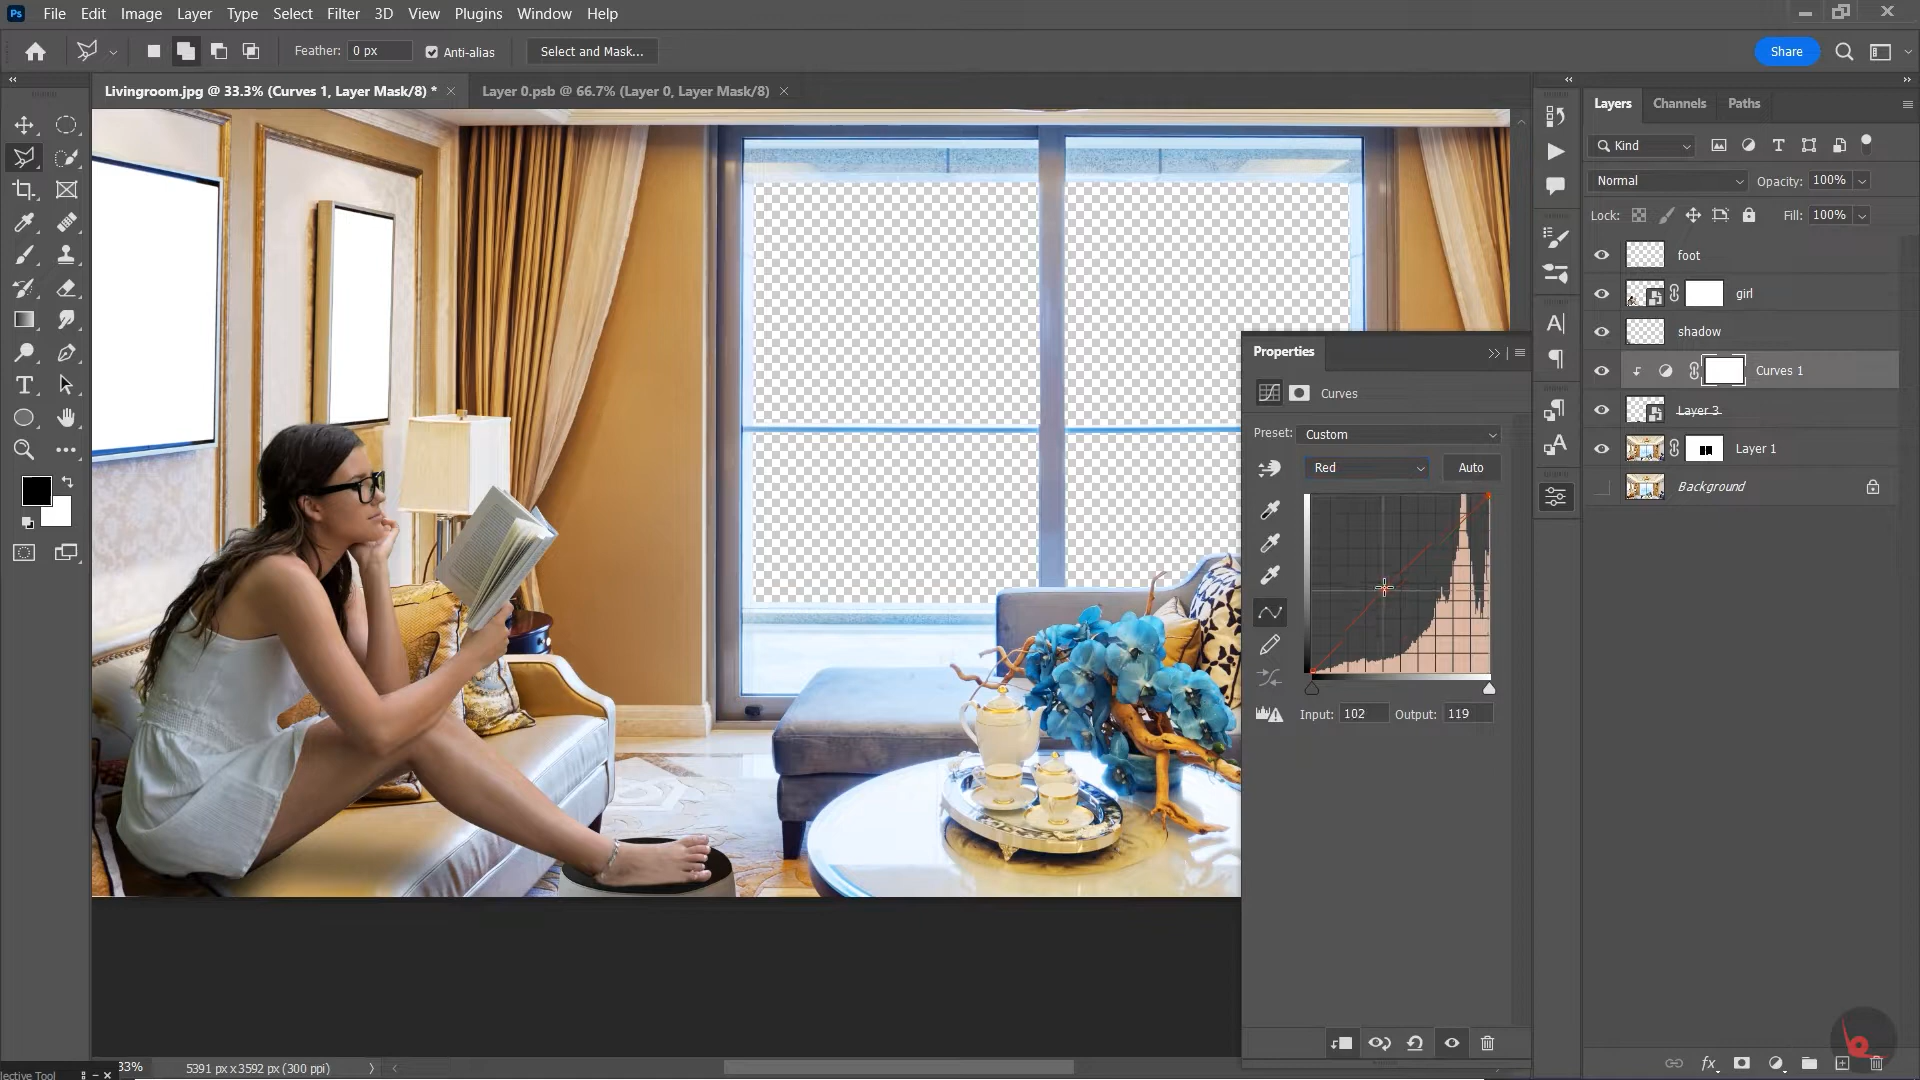 Ps File Edit Image Layer Type Select Filter 3D View Plugins Window Help
Feather: 0 px Anti-alias Select and Mask... Share
Livingroom.jpg @ 33.3% (Curves 1, Layer Mask/8) * Layer 0.psb @ 66.7% (Layer 0, Layer Mask/8)
Layers Channels Paths
Kind
Normal Opacity: 100%
Lock: Fill: 100%
foot
girl
shadow
Curves 1
Layer 3
Layer 1
Background
Properties
Curves
Preset: Custom
Red Auto
Input: 102 Output: 119
33% 5391 px x 3592 px (300 ppi)
lective Tool
fx